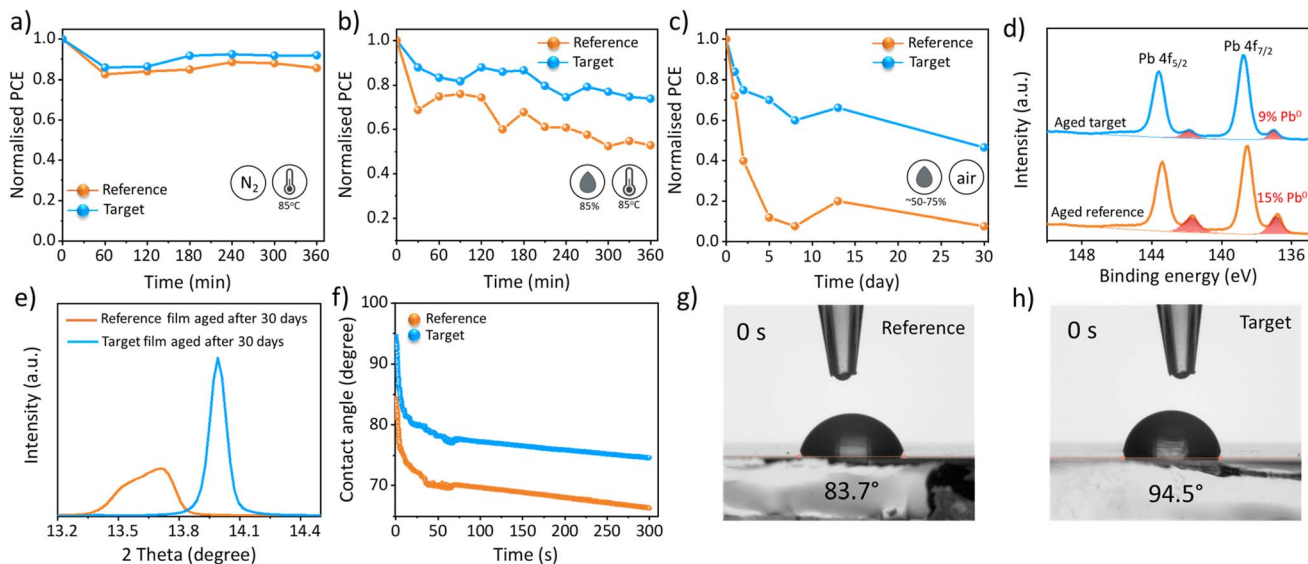 a)
Normalised PCE
1.0
0.8
0.6
0.4
0.2
0.0
Reference
Target
N2
85°C
0
60
120
180
240
300
360
Time (min)
b)
Normalised PCE
1.0
0.8
0.6
0.4
0.2
Reference
Target
85%
85°C
0
60
120
180
240
300
360
Time (min)
c)
Normalised PCE
1.0
0.8
0.6
0.4
0.2
0.0
Reference
Target
air
~50-75%
0
5
10
15
20
25
30
Time (day)
d)
Intensity (a.u.)
Pb 4f5/2
Pb 4f7/2
Aged target
9% Pb0
Aged reference
15% Pb0
148
144
140
136
Binding energy (eV)
e)
Intensity (a.u.)
Reference film aged after 30 days
Target film aged after 30 days
13.2
13.5
13.8
14.1
14.4
2 Theta (degree)
f)
Contact angle (degree)
100
90
80
70
Reference
Target
0
60
120
180
240
300
Time (s)
g)
0 s
Reference
83.7°
h)
0 s
Target
94.5°